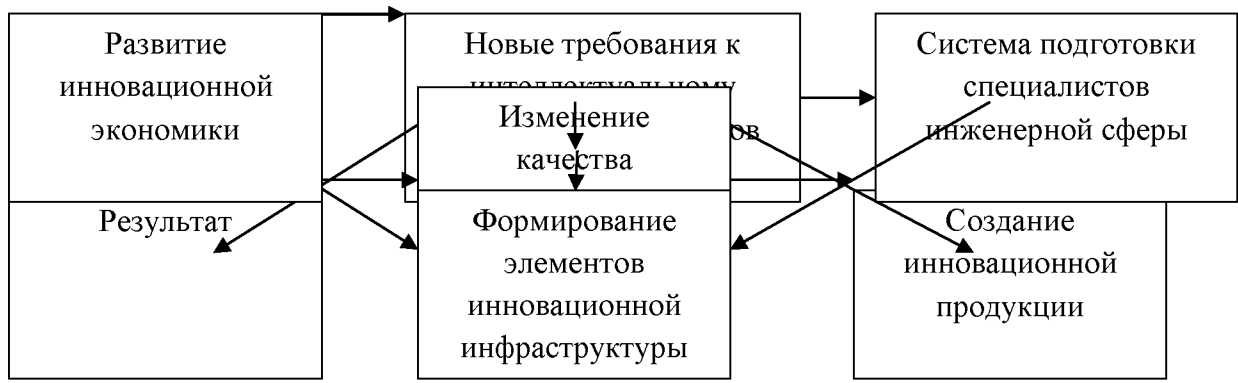 Развитие
инновационной
экономики
Новые требования к
интеллектуальному
Изменение
качества
Система подготовки
специалистов
инженерной сферы
Результат
Формирование
элементов
инновационной
инфраструктуры
Создание
инновационной
продукции